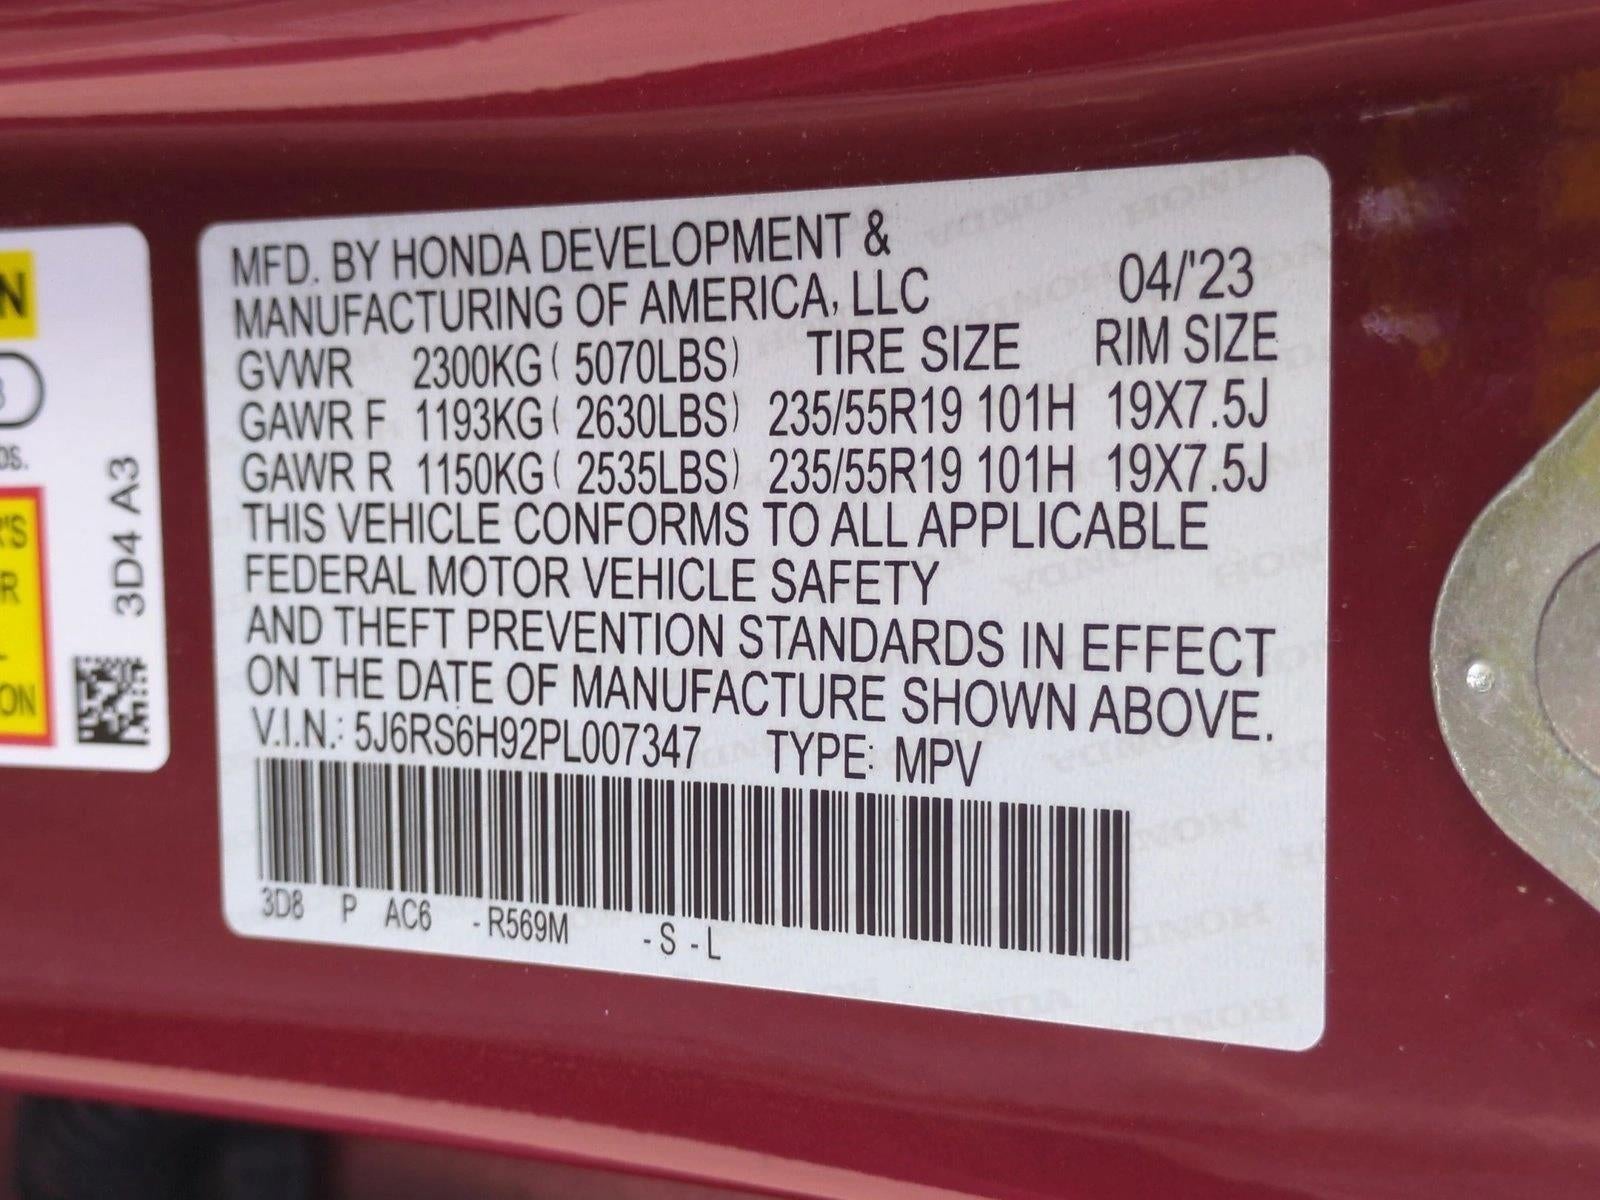 MFD. BY HONDA DEVELOPMENT &
MANUFACTURING OF AMERICA, LLC 04/'23
GVWR 2300KG ( 5070LBS) TIRE SIZE RIM SIZE
GAWR F 1193KG ( 2630LBS) 235/55R19 101H 19X7.5J
GAWR R 1150KG ( 2535LBS) 235/55R19 101H 19X7.5J
THIS VEHICLE CONFORMS TO ALL APPLICABLE
FEDERAL MOTOR VEHICLE SAFETY
AND THEFT PREVENTION STANDARDS IN EFFECT
ON THE DATE OF MANUFACTURE SHOWN ABOVE.
V.I.N.: 5J6RS6H92PL007347 TYPE: MPV
3D8 P AC6 -R569M -S -L
3D4 A3